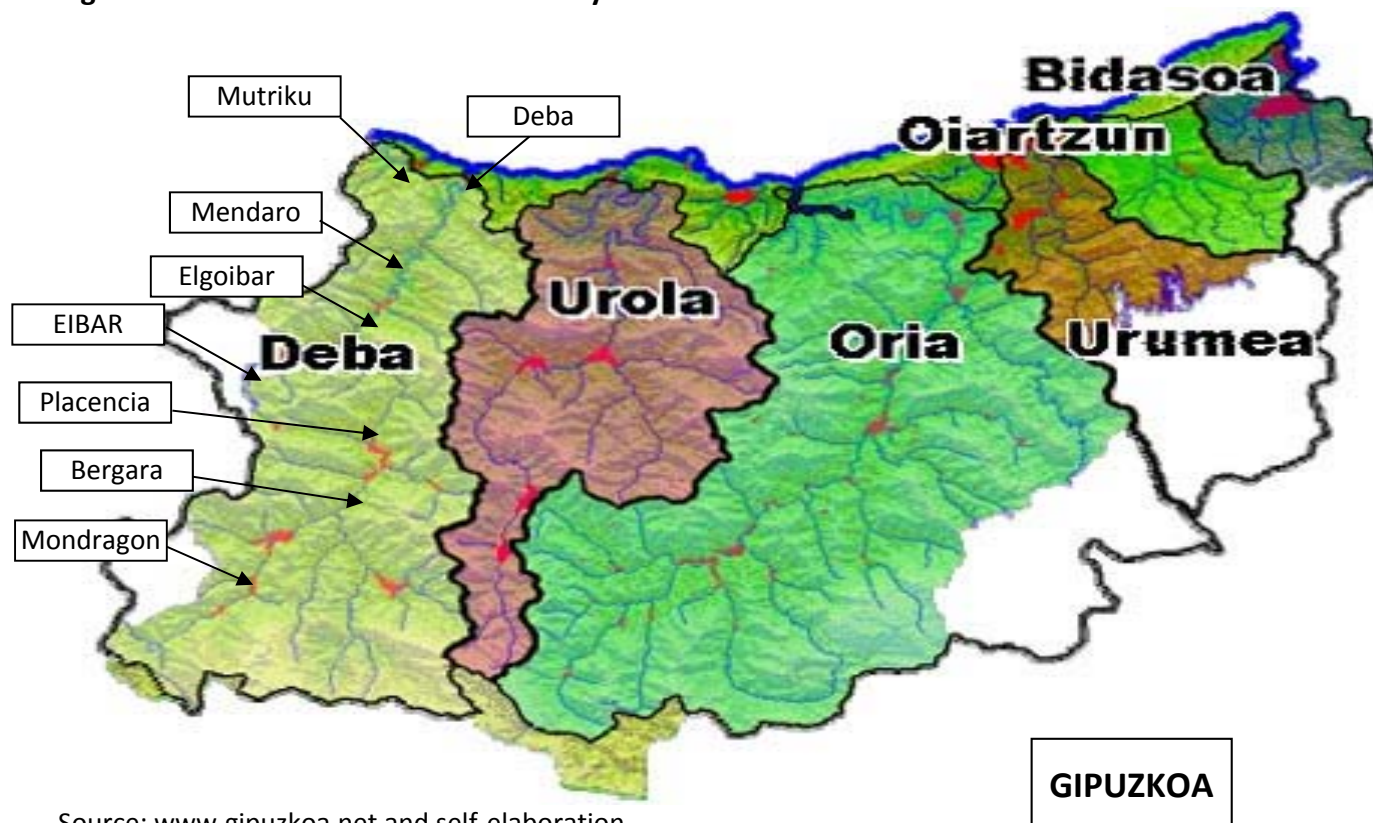 Bidasoa
Mutriku
Deba
Oiartzun
Mendaro
Elgoibar
Urola
EIBAR
Deba
Oria
Urumea
Placencia
Bergara
Mondragon
GIPUZKOA
Source: www.gipuzkoa.net and self-elaboration